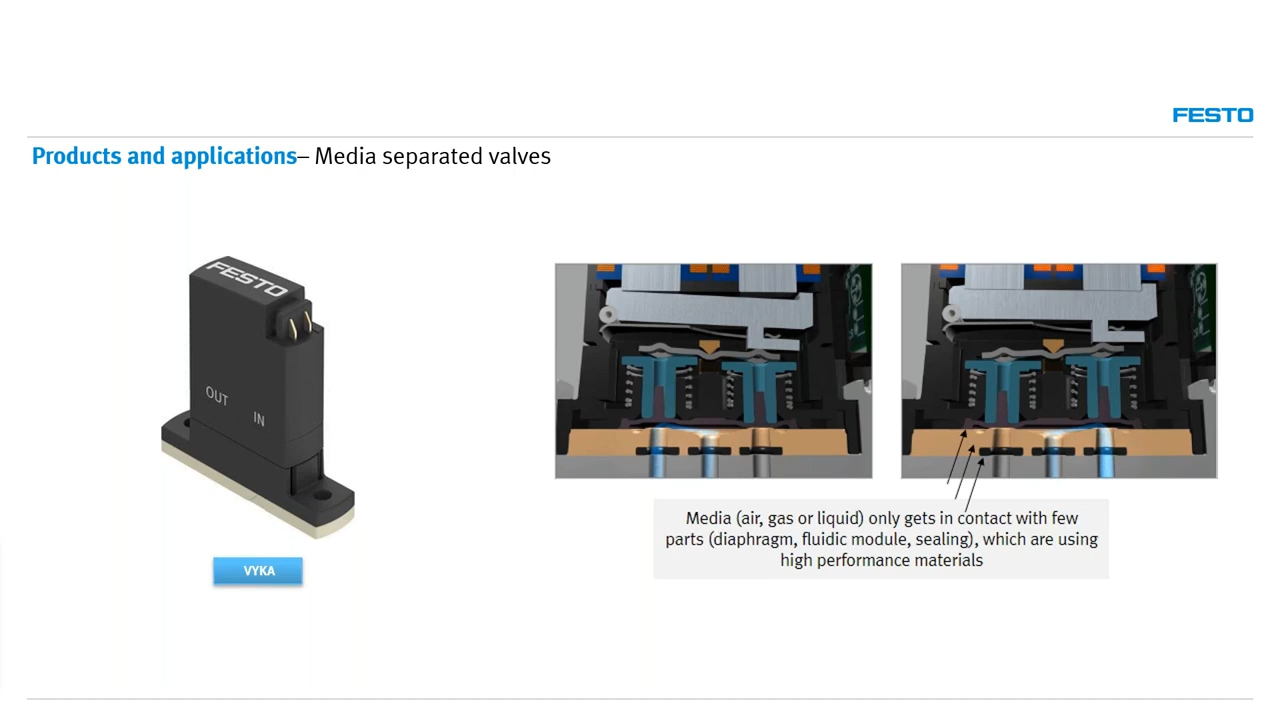 FESTO
Products and applications– Media separated valves
FESTO
OUT
IN
VYKA
Media (air, gas or liquid) only gets in contact with few
parts (diaphragm, fluidic module, sealing), which are using
high performance materials